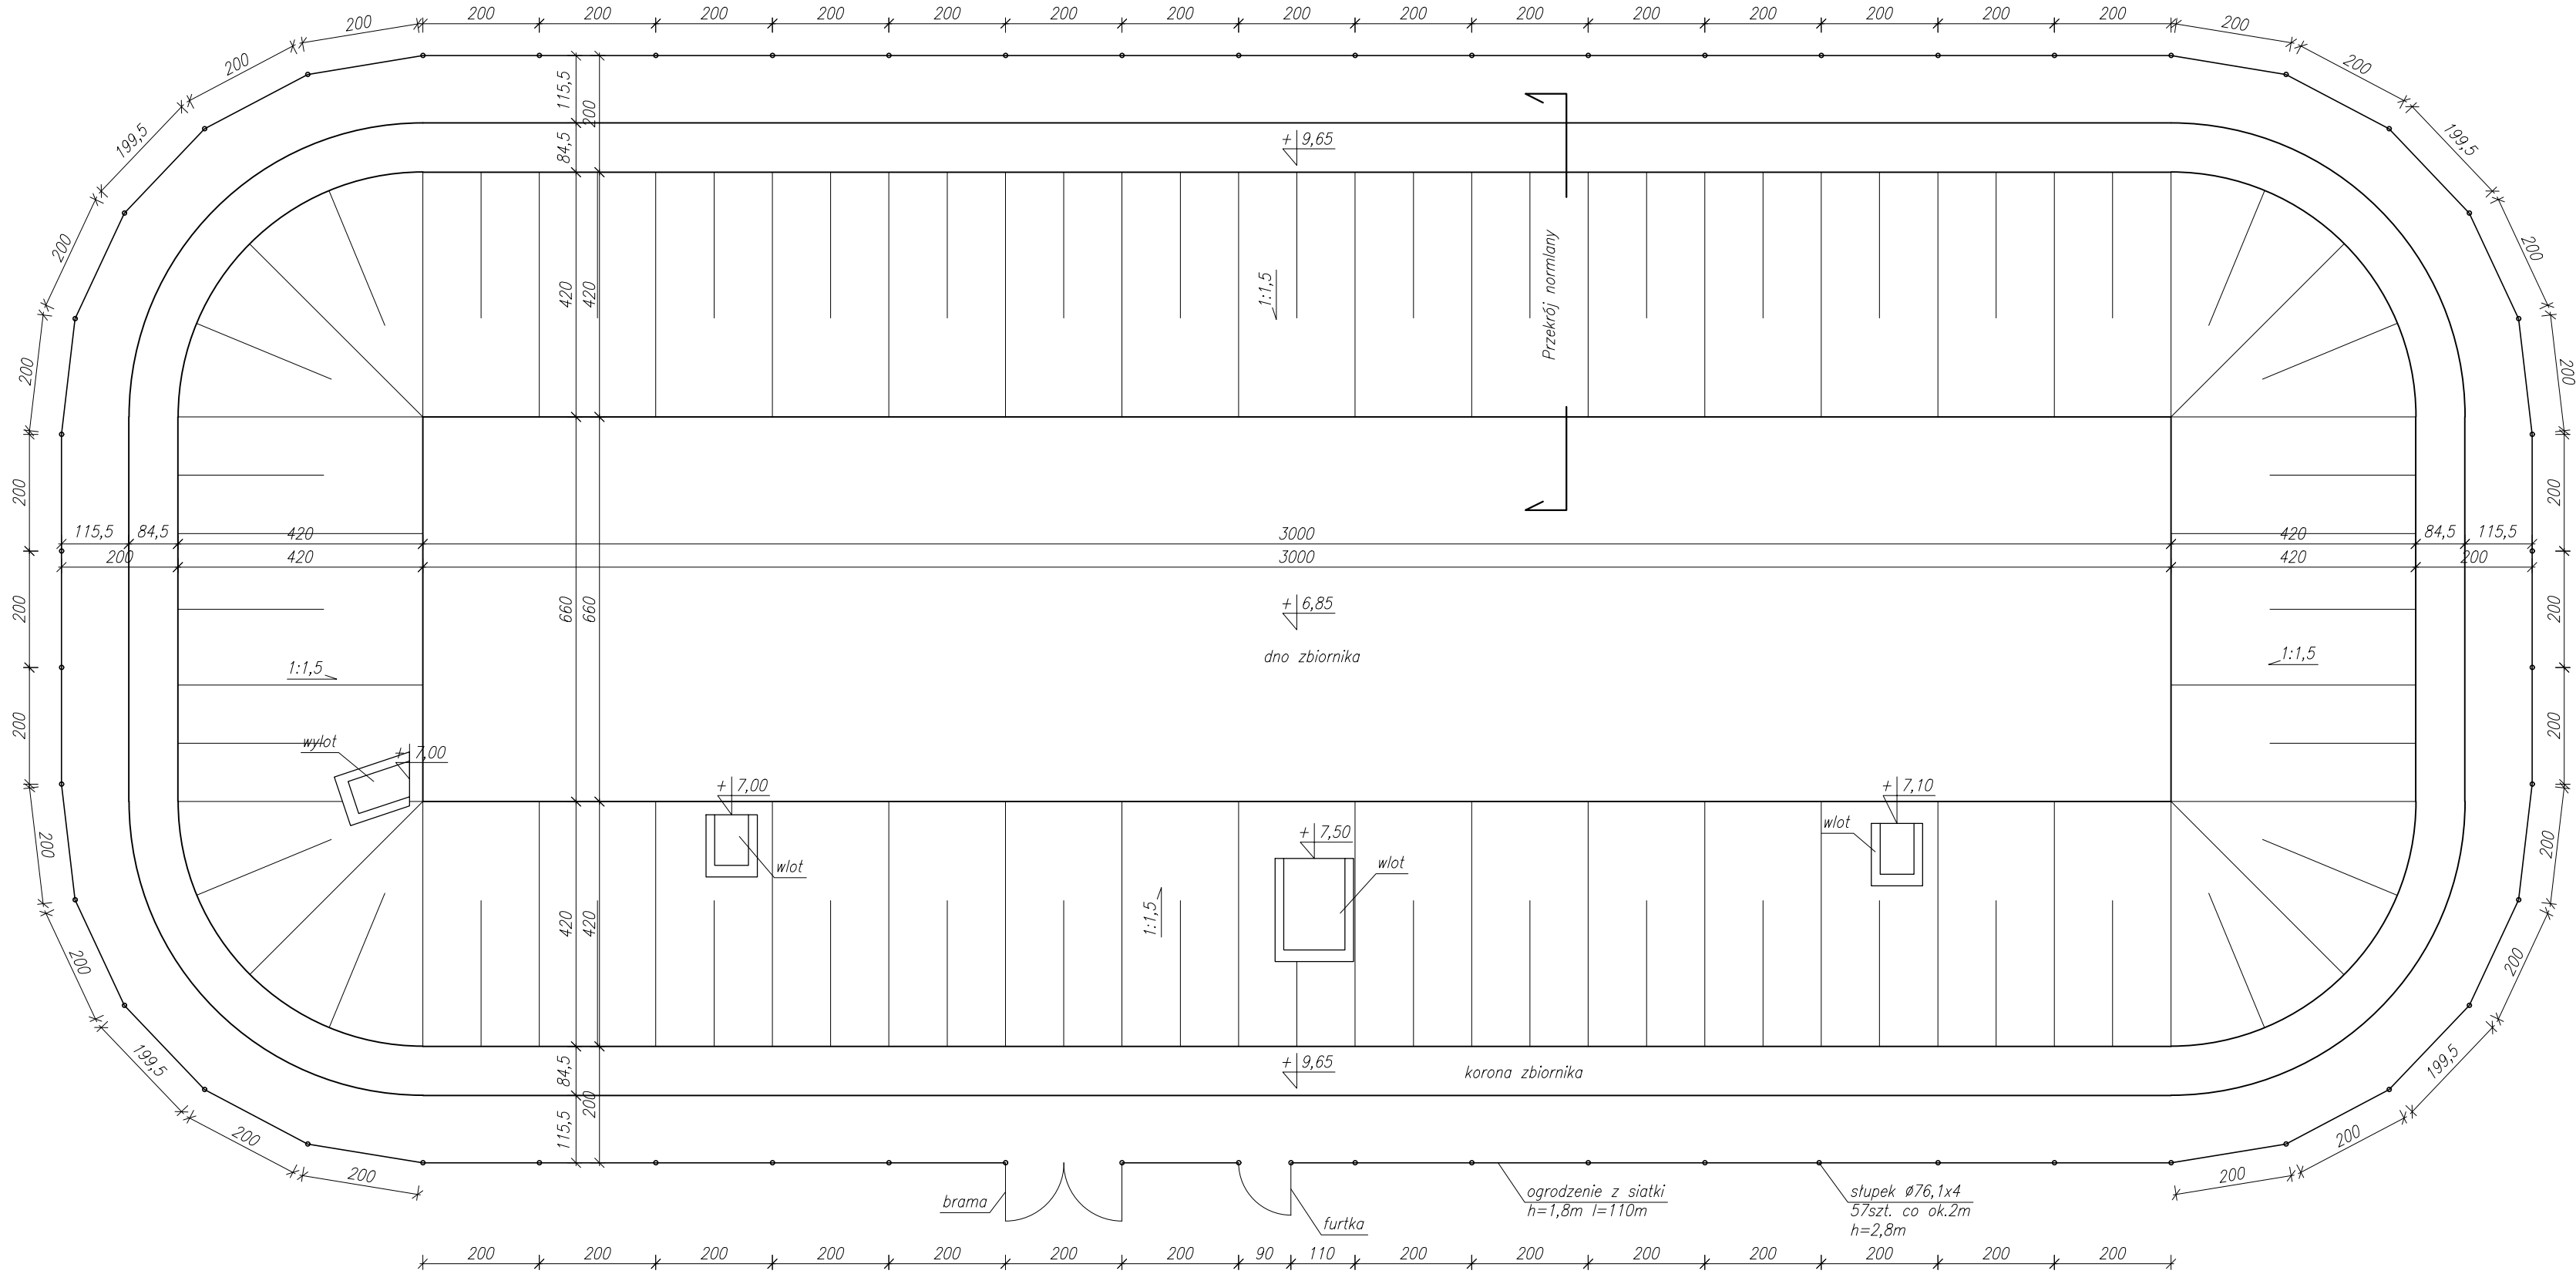 200 200 200 200 200 200 200 200 200 200 200 200 200 200 200 200 200
200 200
199,5 199,5
200 200
200 200
115,5
200
84,5
+ 9,65
420 420
1:1,5
Przekrój normlany
200 200
115,5 84,5 420 3000 420 84,5 115,5
200 420 3000 420 200
200 660 660 200
+ 6,85
dno zbiornika
1:1,5 1:1,5
200 200
wylot
+ 7,00
+ 7,00
wlot
+ 7,50
wlot
+ 7,10
wlot
200 200
420 420
1:1,5
200 200
199,5 199,5
84,5
+ 9,65
korona zbiornika
200
115,5
200 200
200 200
brama
furtka
ogrodzenie z siatki
h=1,8m l=110m
słupek ø76,1x4
57szt. co ok.2m
h=2,8m
200 200 200 200 200 200 200 90 110 200 200 200 200 200 200 200